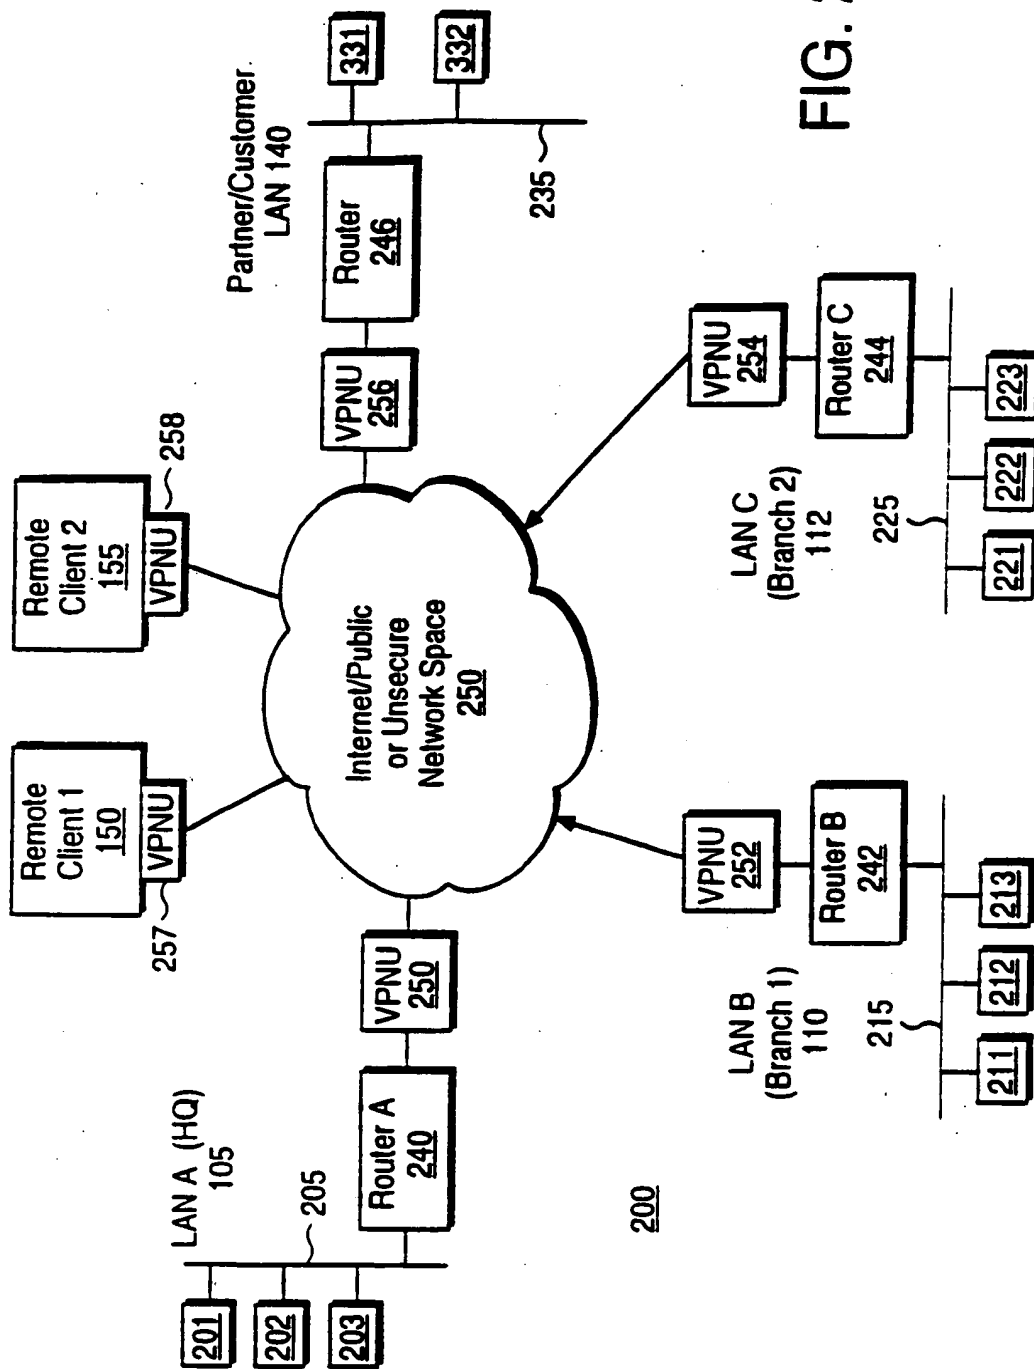 Remote
Client 1
150
VPNU
257
Remote
Client 2
155
VPNU
258
LAN A (HQ)
105
205
201
202
203
Router A
240
VPNU
250
Internet/Public
or Unsecure
Network Space
250
VPNU
256
Router
246
Partner/Customer.
LAN 140
331
332
235
VPNU
252
Router B
242
LAN B
(Branch 1)
110
215
211
212
213
VPNU
254
Router C
244
LAN C
(Branch 2)
112
225
221
222
223
200
FIG.